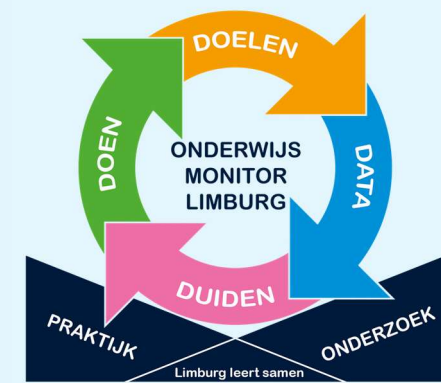 DOELEN
DOEN
DATA
ONDERWIJS
MONITOR
LIMBURG
DUIDEN
PRAKTIJK
ONDERZOEK
Limburg leert samen